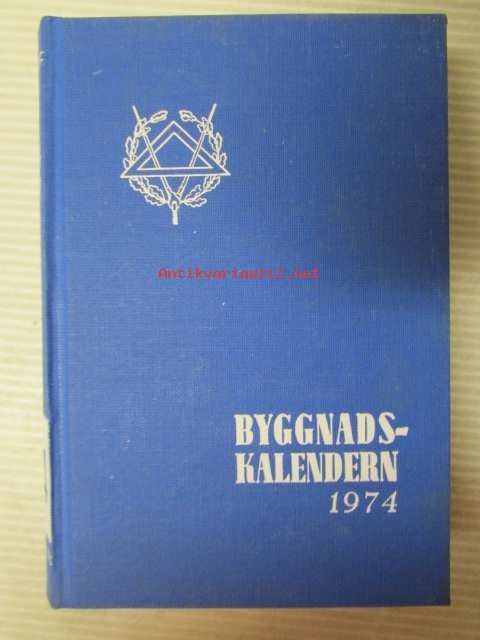 Antikvariaatti.net
BYGGNADS-
KALENDERN
1974